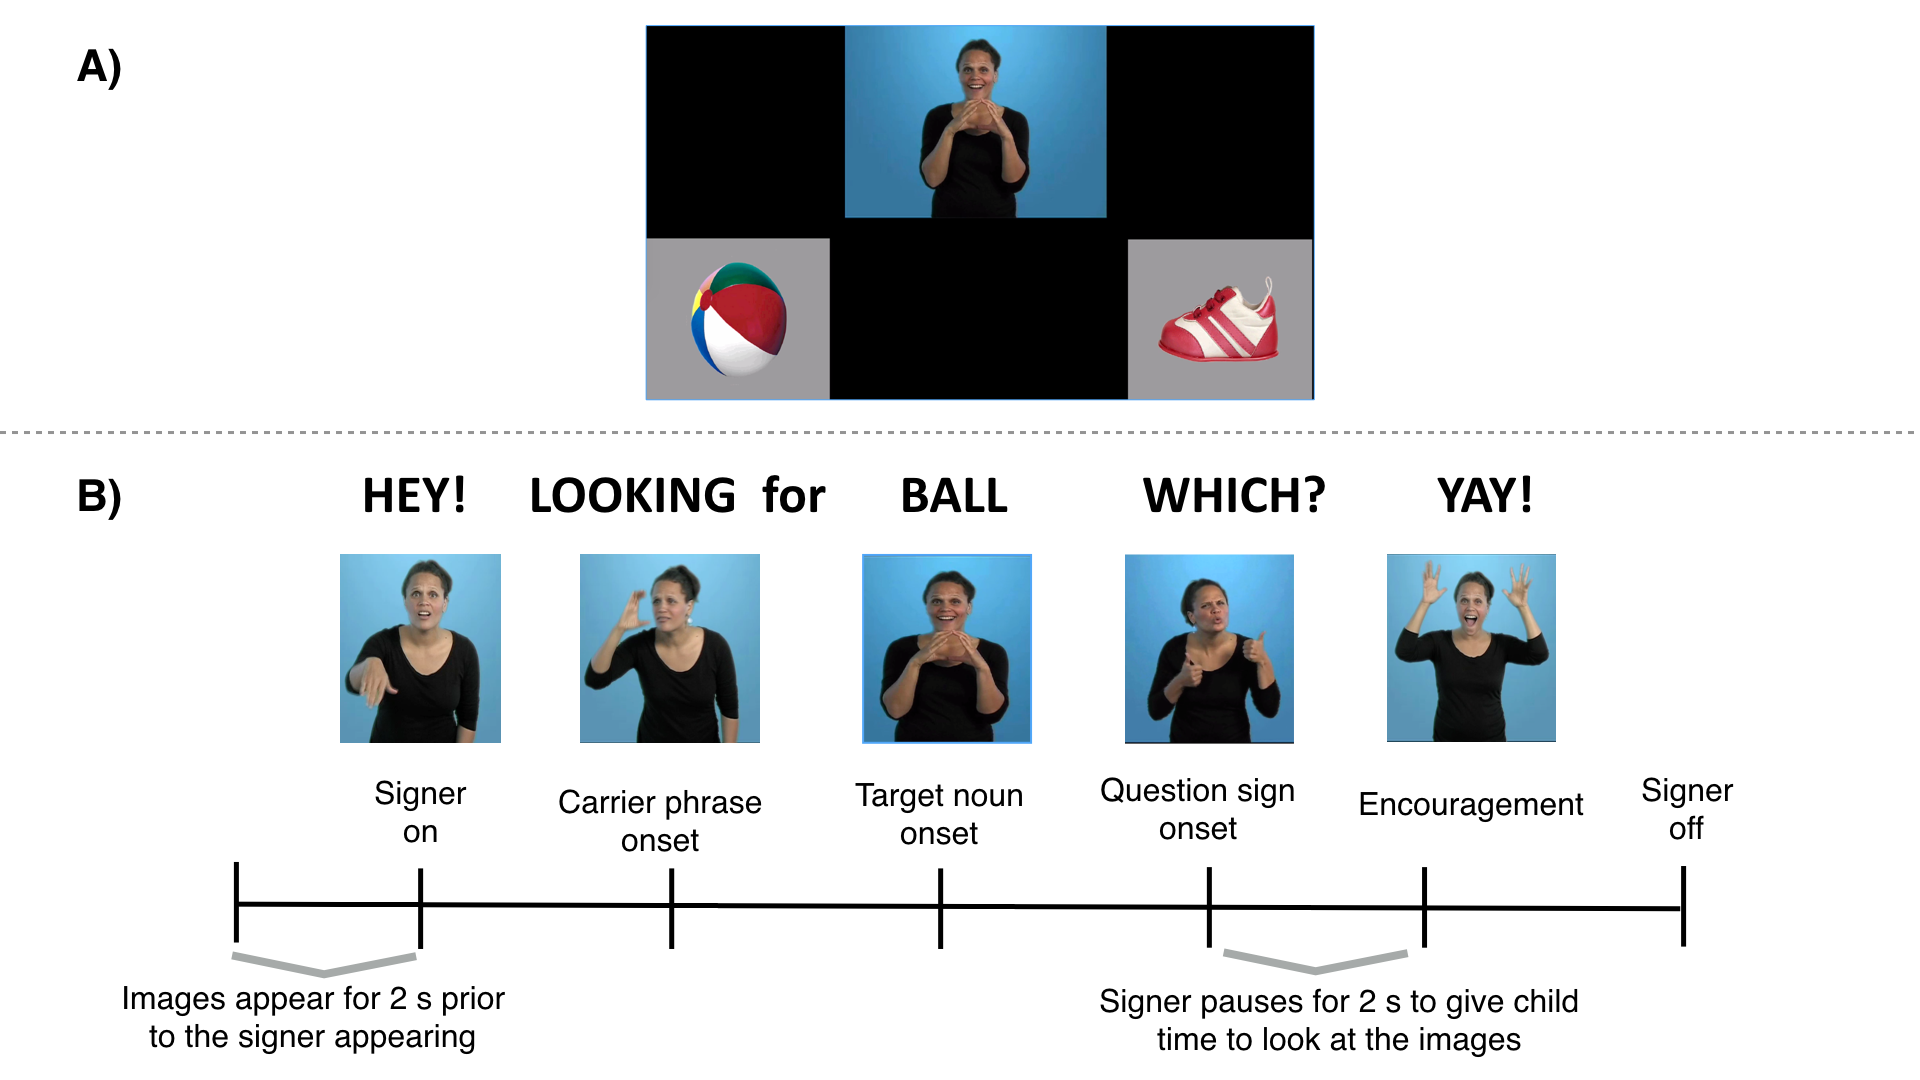 A)
B)
HEY! LOOKING for BALL WHICH? YAY!
Signer
on
Carrier phrase
onset
Target noun
onset
Question sign
onset
Encouragement
Signer
off
Images appear for 2 s prior
to the signer appearing
Signer pauses for 2 s to give child
time to look at the images